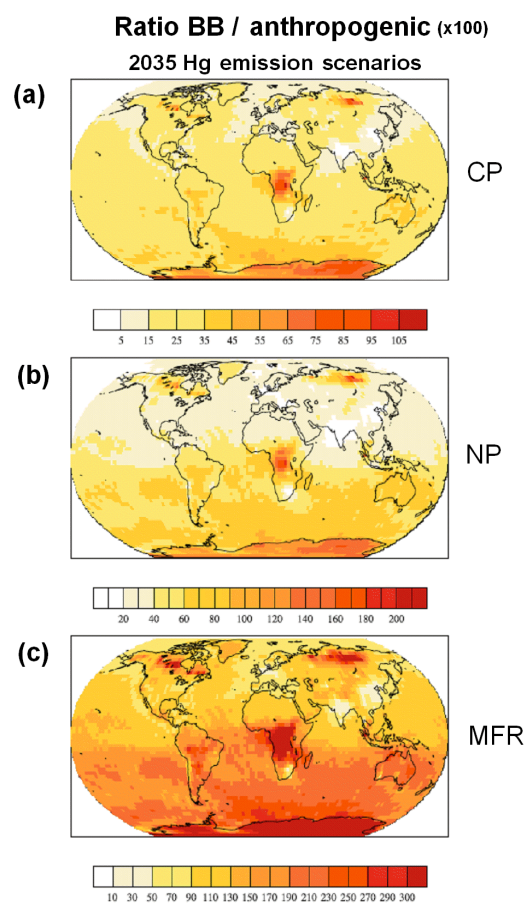 Ratio BB / anthropogenic (x100)
2035 Hg emission scenarios
(a)
CP
5 15 25 35 45 55 65 75 85 95 105
(b)
NP
20 40 60 80 100 120 140 160 180 200
(c)
MFR
10 30 50 70 90 110 130 150 170 190 210 230 250 270 290 300